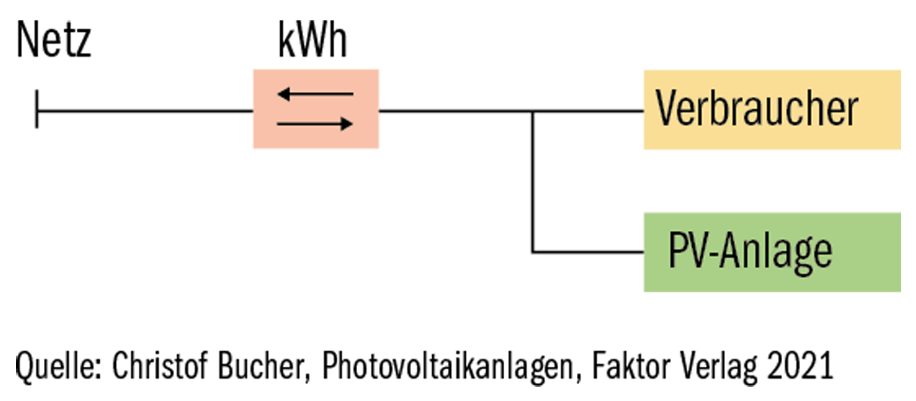 Netz
kWh
Verbraucher
PV-Anlage
Quelle: Christof Bucher, Photovoltaikanlagen, Faktor Verlag 2021